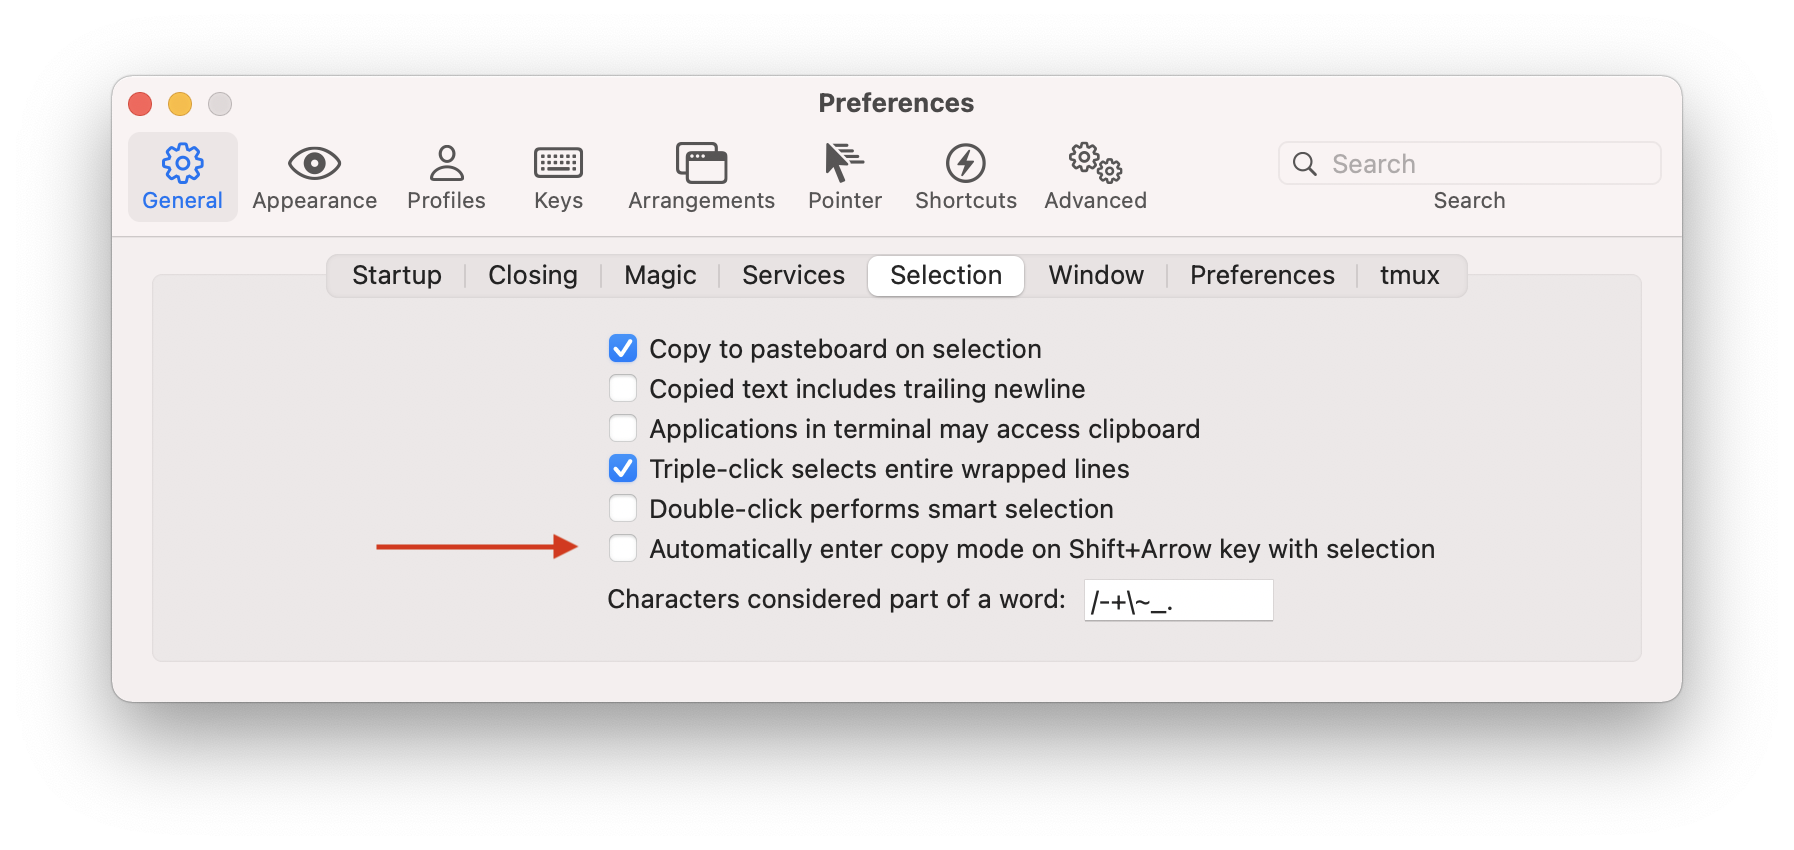 Preferences
General Appearance Profiles Keys Arrangements Pointer Shortcuts Advanced
Search
Search
Startup Closing Magic Services Selection Window Preferences tmux
Copy to pasteboard on selection
Copied text includes trailing newline
Applications in terminal may access clipboard
Triple-click selects entire wrapped lines
Double-click performs smart selection
Automatically enter copy mode on Shift+Arrow key with selection
Characters considered part of a word: /-+\~_.